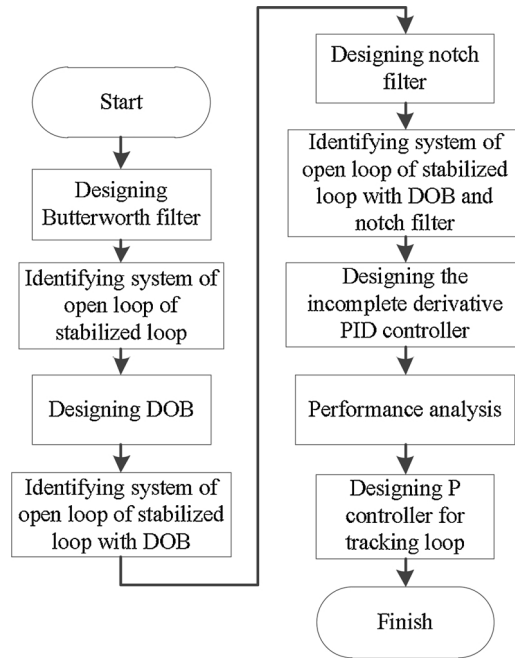 Start
Designing
Butterworth filter
Identifying system of
open loop of
stabilized loop
Designing DOB
Identifying system of
open loop of stabilized
loop with DOB
Designing notch
filter
Identifying system of
open loop of stabilized
loop with DOB and
notch filter
Designing the
incomplete derivative
PID controller
Performance analysis
Designing P
controller for
tracking loop
Finish